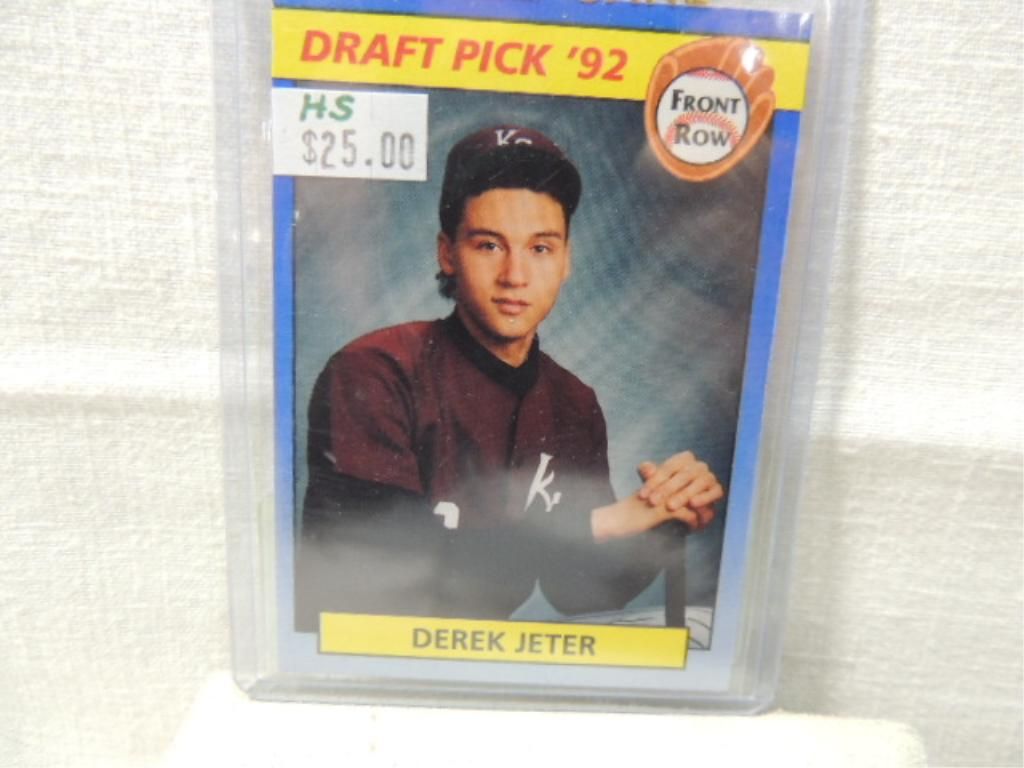 DRAFT PICK '92
FRONT
ROW
HS
$25.00
K
K.
DEREK JETER